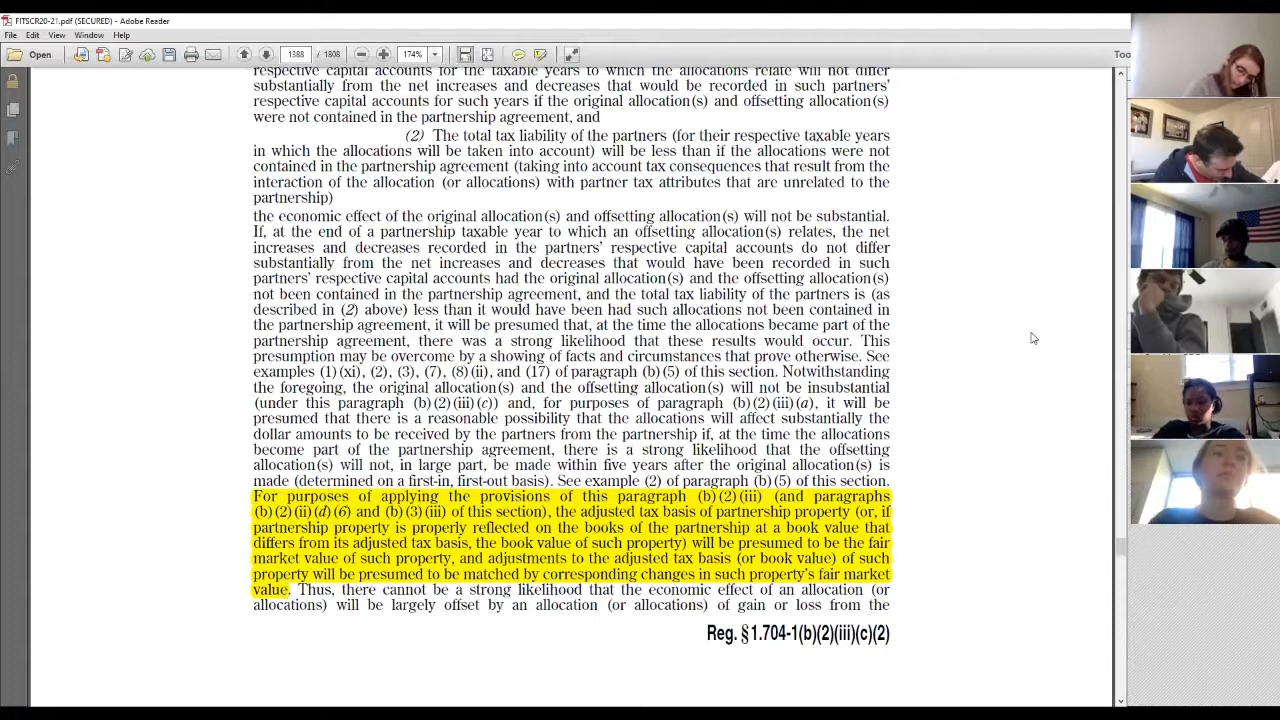 FITSCR20-21.pdf (SECURED) - Adobe Reader
File Edit View Window Help
Open 1388 / 1808 174% Too
respective capital accounts for the taxable years to which the allocations relate will not differ
substantially from the net increases and decreases that would be recorded in such partners'
respective capital accounts for such years if the original allocation(s) and offsetting allocation(s)
were not contained in the partnership agreement, and
(2) The total tax liability of the partners (for their respective taxable years
in which the allocations will be taken into account) will be less than if the allocations were not
contained in the partnership agreement (taking into account tax consequences that result from the
interaction of the allocation (or allocations) with partner tax attributes that are unrelated to the
partnership)
the economic effect of the original allocation(s) and offsetting allocation(s) will not be substantial.
If, at the end of a partnership taxable year to which an offsetting allocation(s) relates, the net
increases and decreases recorded in the partners' respective capital accounts do not differ
substantially from the net increases and decreases that would have been recorded in such
partners' respective capital accounts had the original allocation(s) and the offsetting allocation(s)
not been contained in the partnership agreement, and the total tax liability of the partners is (as
described in (2) above) less than it would have been had such allocations not been contained in
the partnership agreement, it will be presumed that, at the time the allocations became part of the
partnership agreement, there was a strong likelihood that these results would occur. This
presumption may be overcome by a showing of facts and circumstances that prove otherwise. See
examples (1)(xi), (2), (3), (7), (8)(ii), and (17) of paragraph (b)(5) of this section. Notwithstanding
the foregoing, the original allocation(s) and the offsetting allocation(s) will not be insubstantial
(under this paragraph (b)(2)(iii)(c)) and, for purposes of paragraph (b)(2)(iii)(a), it will be
presumed that there is a reasonable possibility that the allocations will affect substantially the
dollar amounts to be received by the partners from the partnership if, at the time the allocations
become part of the partnership agreement, there is a strong likelihood that the offsetting
allocation(s) will not, in large part, be made within five years after the original allocation(s) is
made (determined on a first-in, first-out basis). See example (2) of paragraph (b)(5) of this section.
For purposes of applying the provisions of this paragraph (b)(2)(iii) (and paragraphs
(b)(2)(ii)(d)(6) and (b)(3)(iii) of this section), the adjusted tax basis of partnership property (or, if
partnership property is properly reflected on the books of the partnership at a book value that
differs from its adjusted tax basis, the book value of such property) will be presumed to be the fair
market value of such property, and adjustments to the adjusted tax basis (or book value) of such
property will be presumed to be matched by corresponding changes in such property's fair market
value. Thus, there cannot be a strong likelihood that the economic effect of an allocation (or
allocations) will be largely offset by an allocation (or allocations) of gain or loss from the
Reg. §1.704-1(b)(2)(iii)(c)(2)